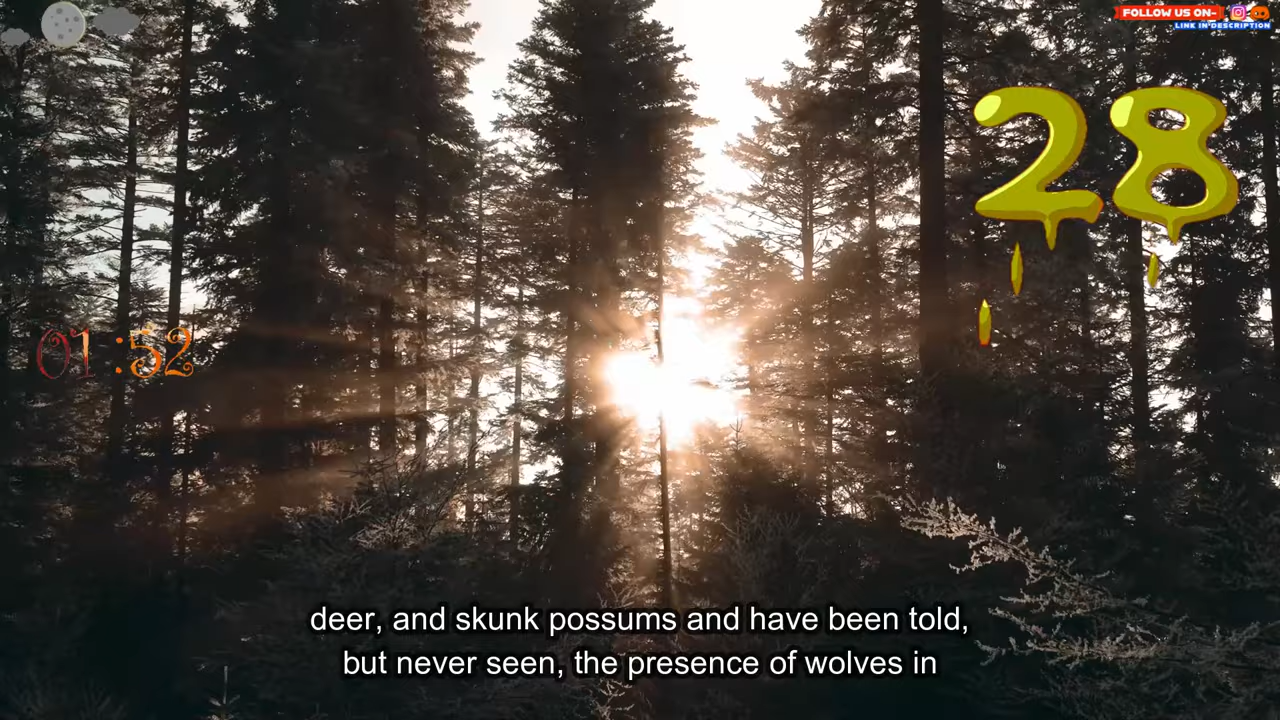 FOLLOW US ON-
LINK IN DESCRIPTION
28
01:52
deer, and skunk possums and have been told,
but never seen, the presence of wolves in